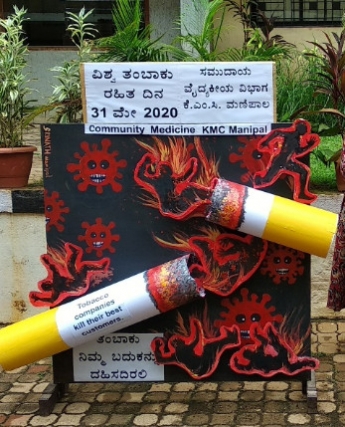 ವಿಶ್ವ ತಂಬಾಕು
ರಹಿತ ದಿನ
31 ಮೇ 2020
ಸಮುದಾಯ
ವೈದ್ಯಕೀಯ ವಿಭಾಗ
ಕೆ.ಎಂ.ಸಿ. ಮಣಿಪಾಲ
Community Medicine KMC Manipal
Tobacco
companies
kill their best
customers.
ತಂಬಾಕು
ನಿಮ್ಮ ಬದುಕನ್ನು
ದಹಿಸದಿರಲಿ